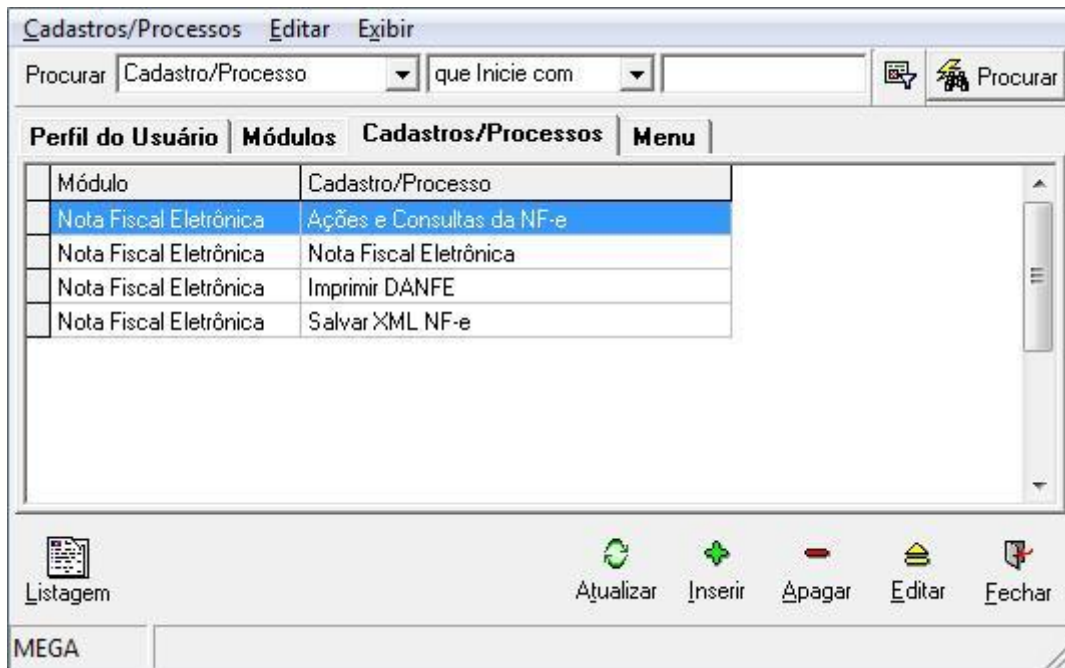 Cadastros/Processos Editar Exibir
Procurar Cadastro/Processo que Inicie com Procurar
Perfil do Usuário Módulos Cadastros/Processos Menu
Módulo Cadastro/Processo
Nota Fiscal Eletrônica Ações e Consultas da NF-e
Nota Fiscal Eletrônica Nota Fiscal Eletrônica
Nota Fiscal Eletrônica Imprimir DANFE
Nota Fiscal Eletrônica Salvar XML NF-e
Listagem Atualizar Inserir Apagar Editar Fechar
MEGA